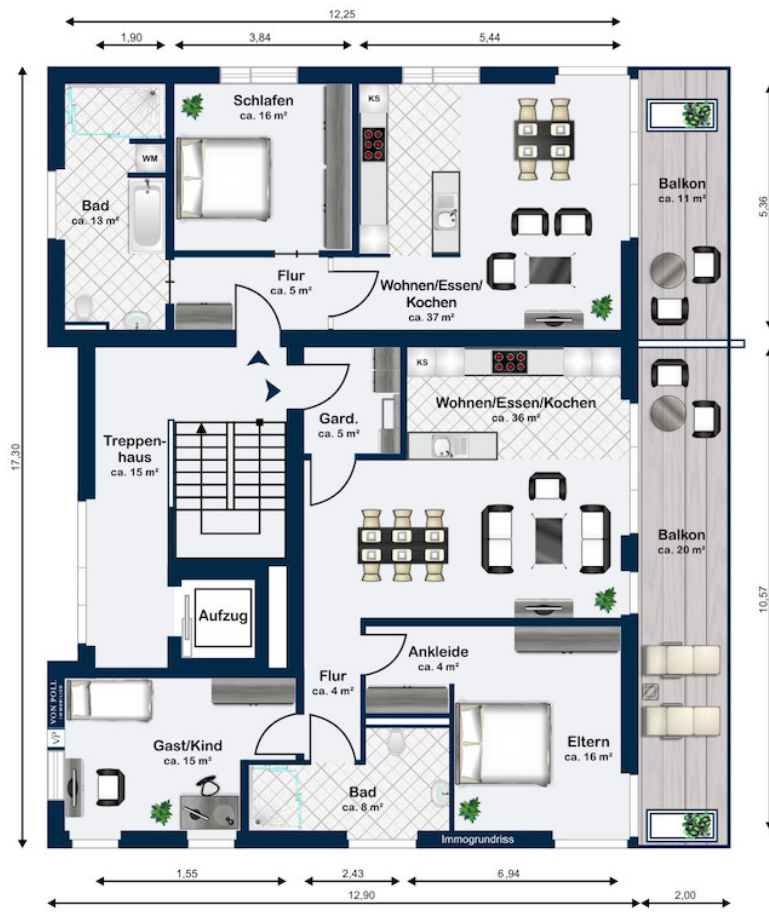 12,25
1,90
3,84
5,44
KS
Schlafen
ca. 16 m²
WM
Bad
ca. 13 m²
Balkon
ca. 11 m²
5,36
Flur
ca. 5 m²
Wohnen/Essen/
Kochen
ca. 37 m²
KS
Wohnen/Essen/Kochen
ca. 36 m²
Gard.
ca. 5 m²
Treppen-
haus
ca. 15 m²
17,30
Balkon
ca. 20 m²
10,57
Aufzug
Ankleide
ca. 4 m²
Flur
ca. 4 m²
VP VON POLL
IMMOBILIEN
Gast/Kind
ca. 15 m²
Eltern
ca. 16 m²
Bad
ca. 8 m²
Immogrundriss
1,55
2,43
6,94
12,90
2,00